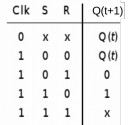 Clk S R Q(t+1)
0 x x Q(t)
1 0 0 Q(t)
1 0 1 0
1 1 0 1
1 1 1 x